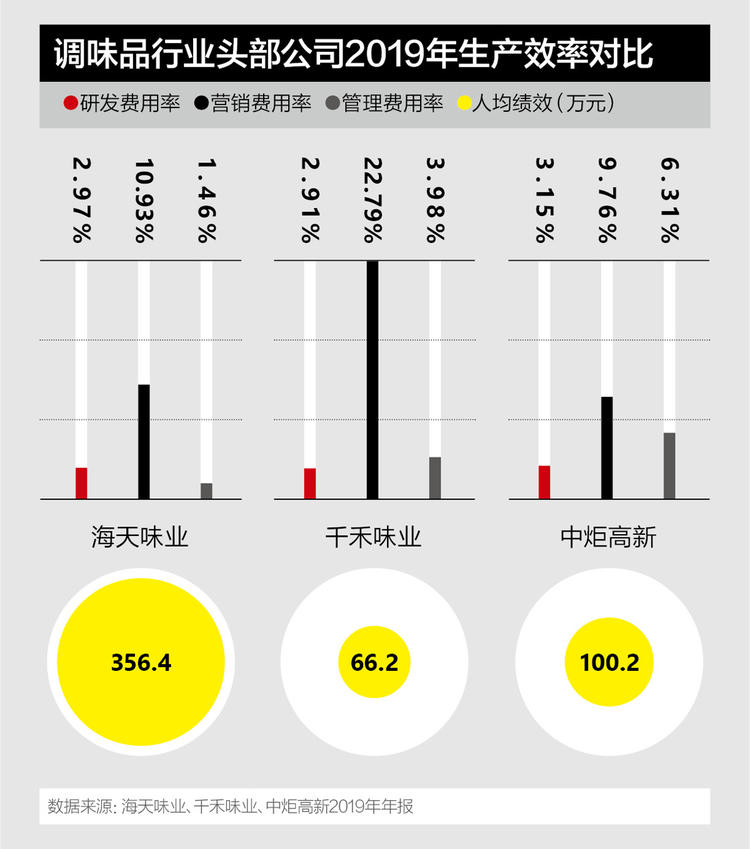 调味品行业头部公司2019年生产效率对比
研发费用率 营销费用率 管理费用率 人均绩效(万元)
2.97% 10.93% 1.46% 2.91% 22.79% 3.98% 3.15% 9.76% 6.31%
海天味业 千禾味业 中炬高新
356.4 66.2 100.2
数据来源: 海天味业、千禾味业、中炬高新2019年年报